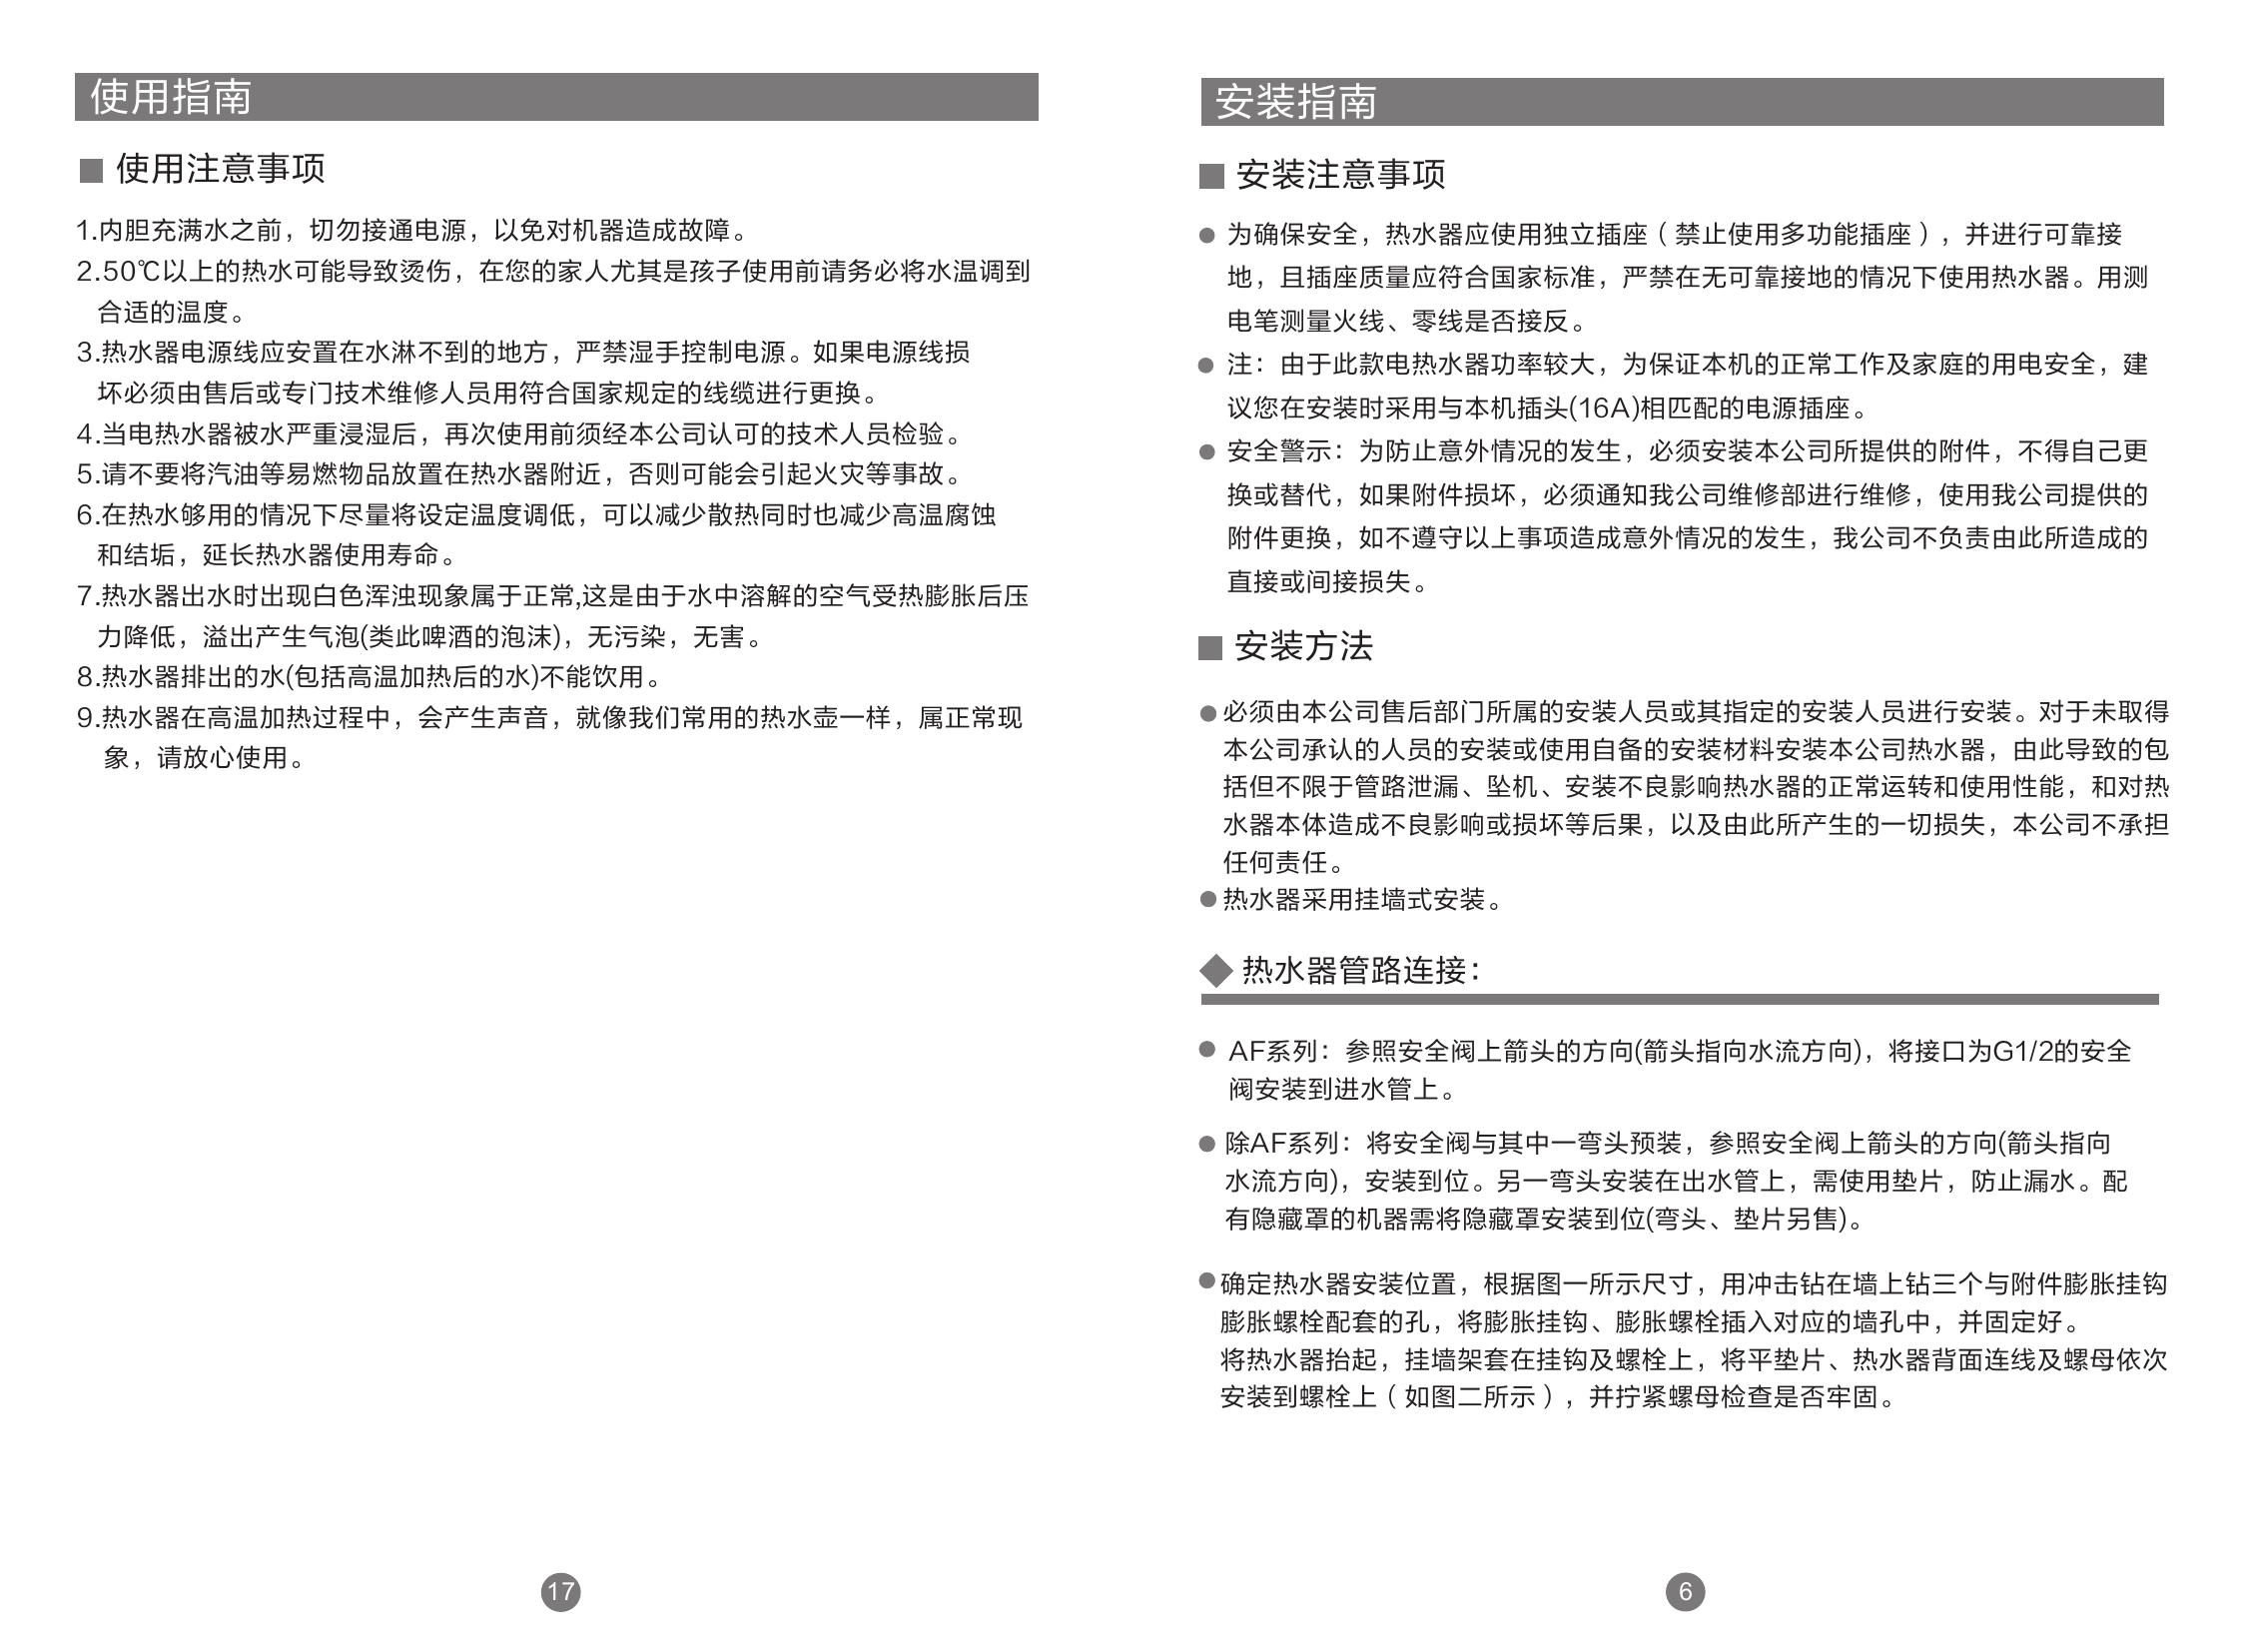 使用指南
使用注意事项
1.内胆充满水之前，切勿接通电源，以免对机器造成故障。
2.50℃以上的热水可能导致烫伤，在您的家人尤其是孩子使用前请务必将水温调到
合适的温度。
3.热水器电源线应安置在水淋不到的地方，严禁湿手控制电源。如果电源线损
坏必须由售后或专门技术维修人员用符合国家规定的线缆进行更换。
4.当电热水器被水严重浸湿后，再次使用前须经本公司认可的技术人员检验。
5.请不要将汽油等易燃物品放置在热水器附近，否则可能会引起火灾等事故。
6.在热水够用的情况下尽量将设定温度调低，可以减少散热同时也减少高温腐蚀
和结垢，延长热水器使用寿命。
7.热水器出水时出现白色浑浊现象属于正常,这是由于水中溶解的空气受热膨胀后压
力降低，溢出产生气泡(类此啤酒的泡沫)，无污染，无害。
8.热水器排出的水(包括高温加热后的水)不能饮用。
9.热水器在高温加热过程中，会产生声音，就像我们常用的热水壶一样，属正常现
象，请放心使用。
17
安装指南
安装注意事项
● 为确保安全，热水器应使用独立插座（禁止使用多功能插座），并进行可靠接
地，且插座质量应符合国家标准，严禁在无可靠接地的情况下使用热水器。用测
电笔测量火线、零线是否接反。
● 注：由于此款电热水器功率较大，为保证本机的正常工作及家庭的用电安全，建
议您在安装时采用与本机插头(16A)相匹配的电源插座。
● 安全警示：为防止意外情况的发生，必须安装本公司所提供的附件，不得自己更
换或替代，如果附件损坏，必须通知我公司维修部进行维修，使用我公司提供的
附件更换，如不遵守以上事项造成意外情况的发生，我公司不负责由此所造成的
直接或间接损失。
安装方法
● 必须由本公司售后部门所属的安装人员或其指定的安装人员进行安装。对于未取得
本公司承认的人员的安装或使用自备的安装材料安装本公司热水器，由此导致的包
括但不限于管路泄漏、坠机、安装不良影响热水器的正常运转和使用性能，和对热
水器本体造成不良影响或损坏等后果，以及由此所产生的一切损失，本公司不承担
任何责任。
● 热水器采用挂墙式安装。
◆ 热水器管路连接：
● AF系列：参照安全阀上箭头的方向(箭头指向水流方向)，将接口为G1/2的安全
阀安装到进水管上。
● 除AF系列：将安全阀与其中一弯头预装，参照安全阀上箭头的方向(箭头指向
水流方向)，安装到位。另一弯头安装在出水管上，需使用垫片，防止漏水。配
有隐藏罩的机器需将隐藏罩安装到位(弯头、垫片另售)。
● 确定热水器安装位置，根据图一所示尺寸，用冲击钻在墙上钻三个与附件膨胀挂钩
膨胀螺栓配套的孔，将膨胀挂钩、膨胀螺栓插入对应的墙孔中，并固定好。
将热水器抬起，挂墙架套在挂钩及螺栓上，将平垫片、热水器背面连线及螺母依次
安装到螺栓上（如图二所示），并拧紧螺母检查是否牢固。
6